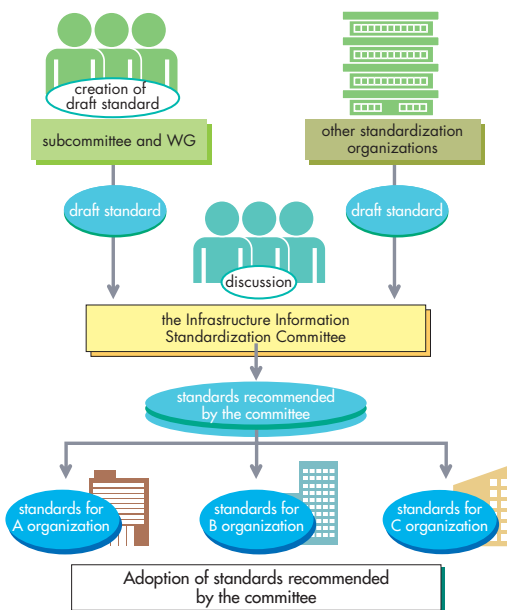 creation of
draft standard
subcommittee and WG
other standardization
organizations
draft standard
draft standard
discussion
the Infrastructure Information
Standardization Committee
standards recommended
by the committee
standards for
A organization
standards for
B organization
standards for
C organization
Adoption of standards recommended
by the committee